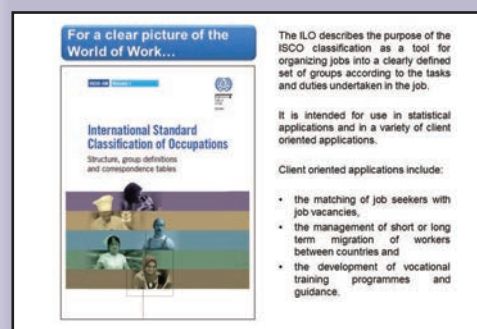 For a clear picture of the
World of Work…
International Standard
Classification of Occupations
Structure, group definitions
and correspondence tables
The ILO describes the purpose of the
ISCO classification as a tool for
organizing jobs into a clearly defined
set of groups according to the tasks
and duties undertaken in the job.
It is intended for use in statistical
applications and in a variety of client
oriented applications.
Client oriented applications include:
• the matching of job seekers with
job vacancies,
• the management of short or long
term migration of workers
between countries and
• the development of vocational
training programmes and
guidance.